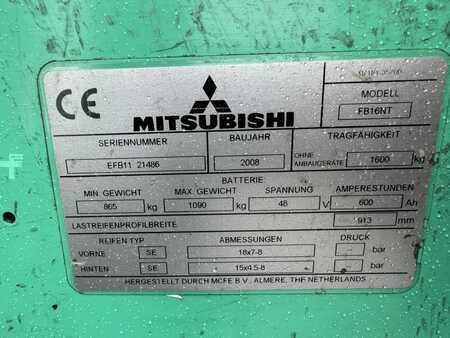 CE
MODELL
FB16NT
MITSUBISHI
SERIENNUMMER BAUJAHR TRAGFÄHIGKEIT
EFB11 21486 2008 OHNE ANBAUGERÄTE 1600 kg
BATTERIE
MIN. GEWICHT MAX. GEWICHT SPANNUNG AMPERESTUNDEN
865 kg 1090 kg 48 V 600 Ah
LASTREIFENPROFILBREITE 913 mm
REIFEN TYP ABMESSUNGEN DRUCK
VORNE SE 18x7-8 bar
HINTEN SE 15x4.5-8 bar
HERGESTELLT DURCH MCFE B.V., ALMERE, THE NETHERLANDS